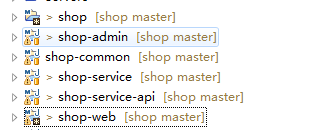 > shop [shop master]
> shop-admin [shop master]
shop-common [shop master]
> shop-service [shop master]
> shop-service-api [shop master]
> shop-web [shop master]